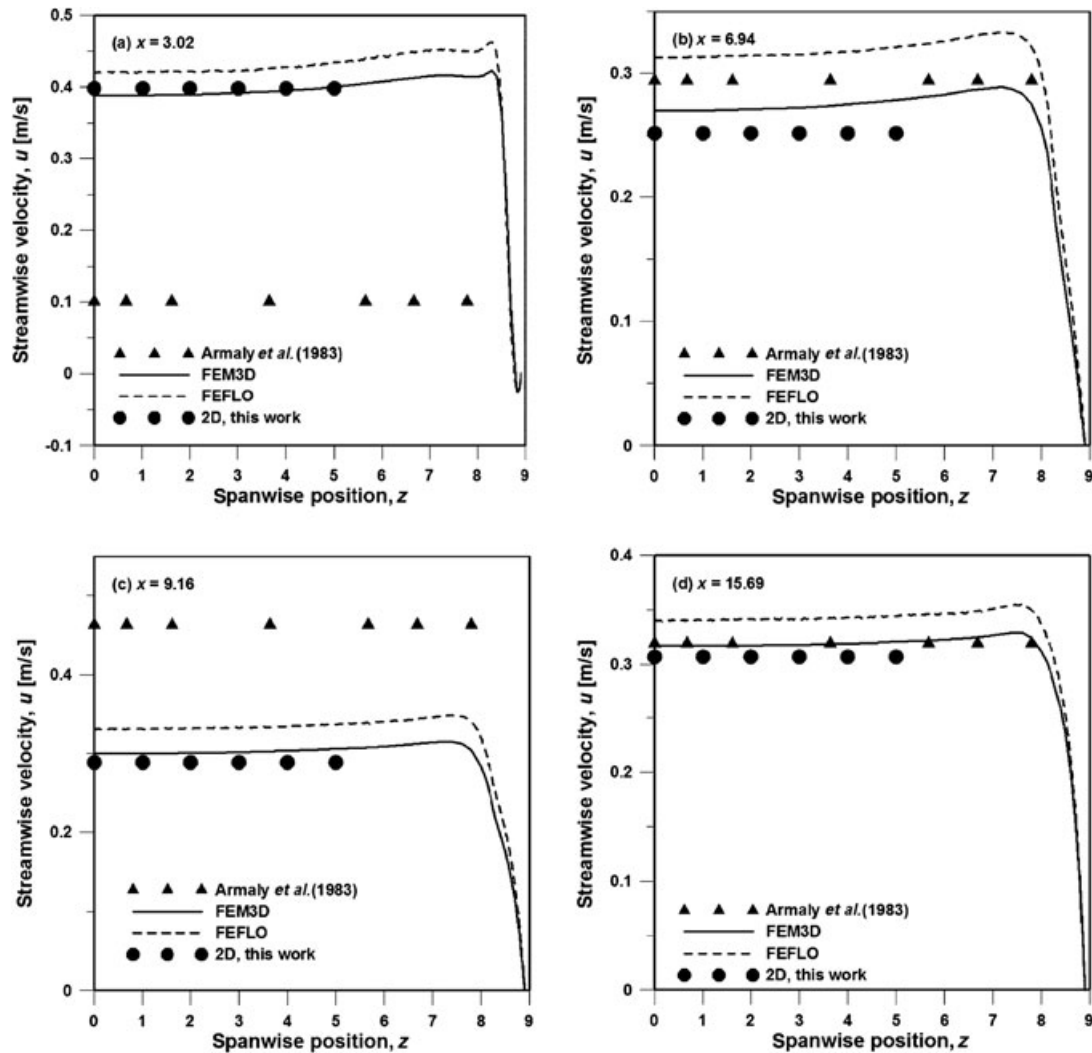 (a) x = 3.02
0.5
0.4
0.3
0.2
0.1
0
-0.1
Streamwise velocity, u [m/s]
Armaly et al. (1983)
FEM3D
FEFLO
2D, this work
0 1 2 3 4 5 6 7 8 9
Spanwise position, z
(b) x = 6.94
0.3
0.2
0.1
0
Streamwise velocity, u [m/s]
Armaly et al. (1983)
FEM3D
FEFLO
2D, this work
0 1 2 3 4 5 6 7 8 9
Spanwise position, z
(c) x = 9.16
0.4
0.2
0
Streamwise velocity, u [m/s]
Armaly et al. (1983)
FEM3D
FEFLO
2D, this work
0 1 2 3 4 5 6 7 8 9
Spanwise position, z
(d) x = 15.69
0.4
0.3
0.2
0.1
0
Streamwise velocity, u [m/s]
Armaly et al. (1983)
FEM3D
FEFLO
2D, this work
0 1 2 3 4 5 6 7 8 9
Spanwise position, z